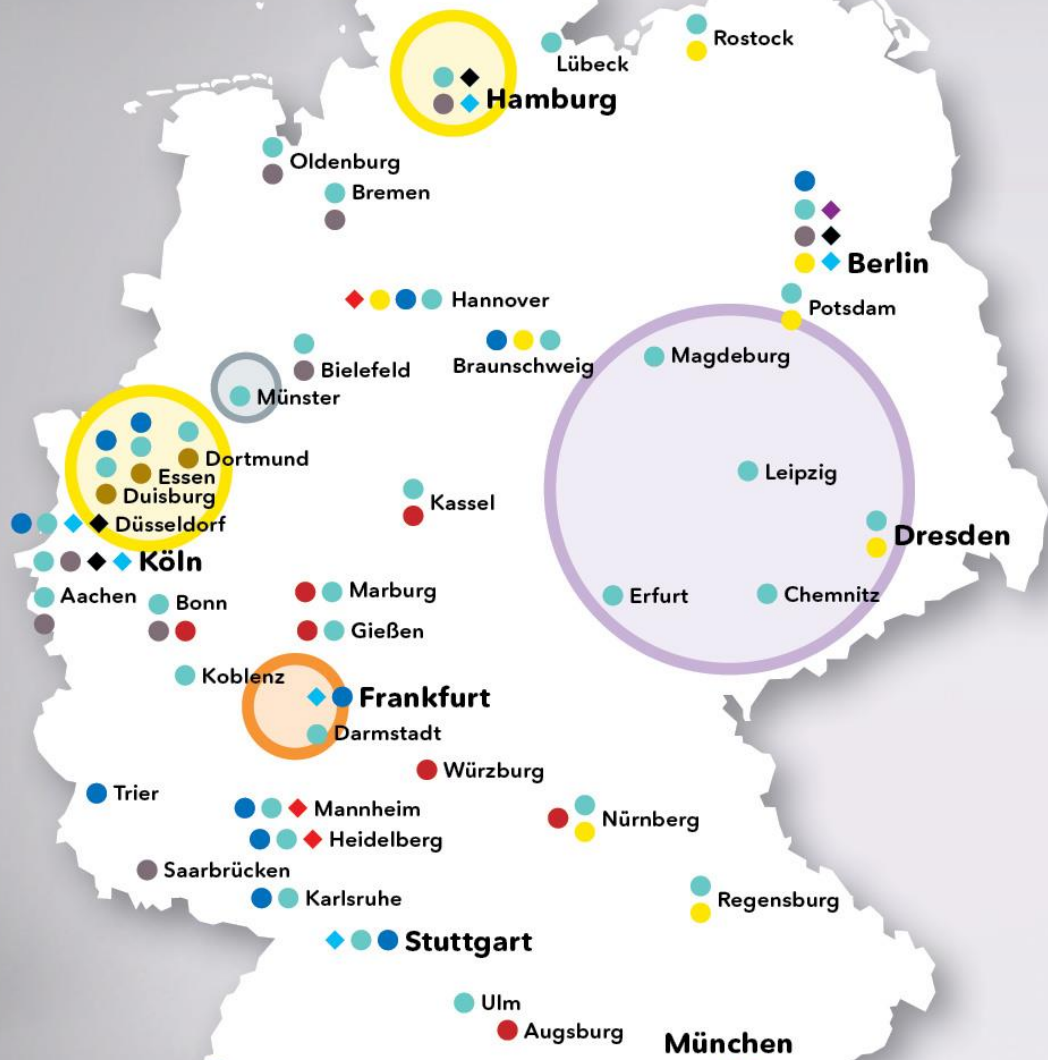 Rostock
Lübeck
Hamburg
Oldenburg
Bremen
Berlin
Hannover
Potsdam
Braunschweig
Magdeburg
Bielefeld
Münster
Dortmund
Leipzig
Essen
Duisburg
Kassel
Düsseldorf
Dresden
Köln
Marburg
Aachen
Bonn
Erfurt
Chemnitz
Gießen
Koblenz
Frankfurt
Darmstadt
Würzburg
Trier
Mannheim
Nürnberg
Heidelberg
Saarbrücken
Karlsruhe
Regensburg
Stuttgart
Ulm
Augsburg
München